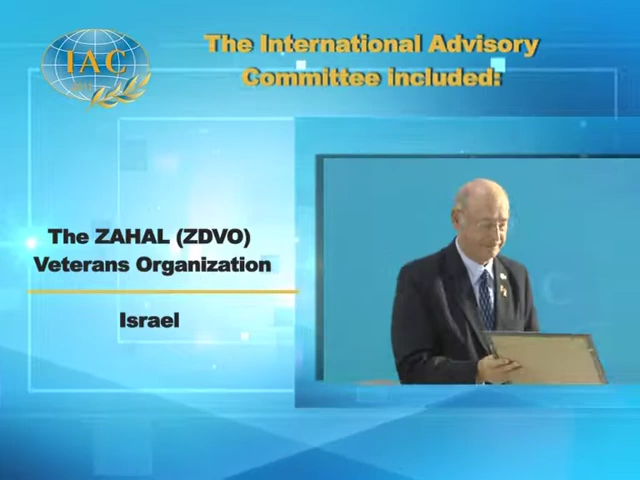 IAC
The International Advisory
Committee included:
The ZAHAL (ZDVO)
Veterans Organization
Israel